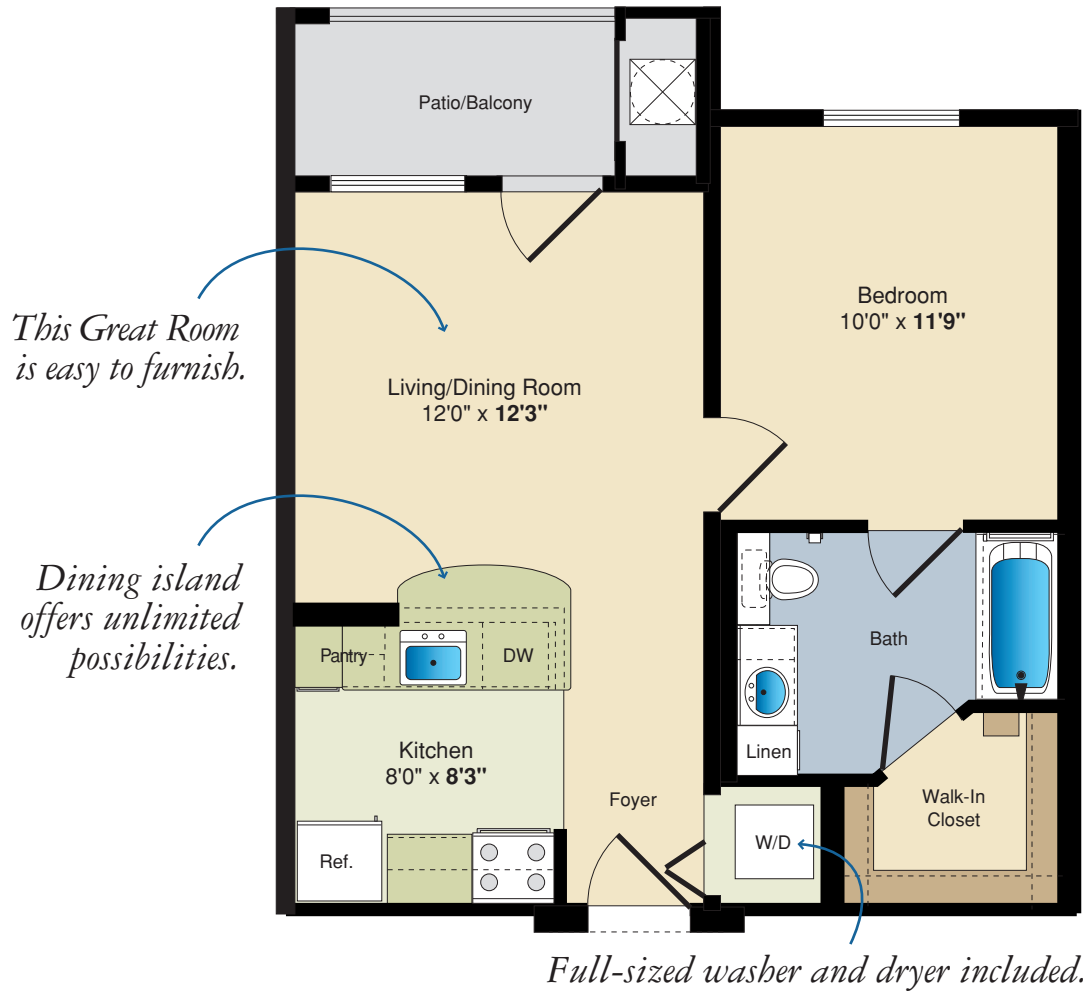 Patio/Balcony
Bedroom
10'0" x 11'9"
This Great Room
is easy to furnish.
Living/Dining Room
12'0" x 12'3"
Dining island
offers unlimited
possibilities.
Pantry
DW
Bath
Kitchen
8'0" x 8'3"
Linen
Foyer
Walk-In
Closet
W/D
Ref.
Full-sized washer and dryer included.